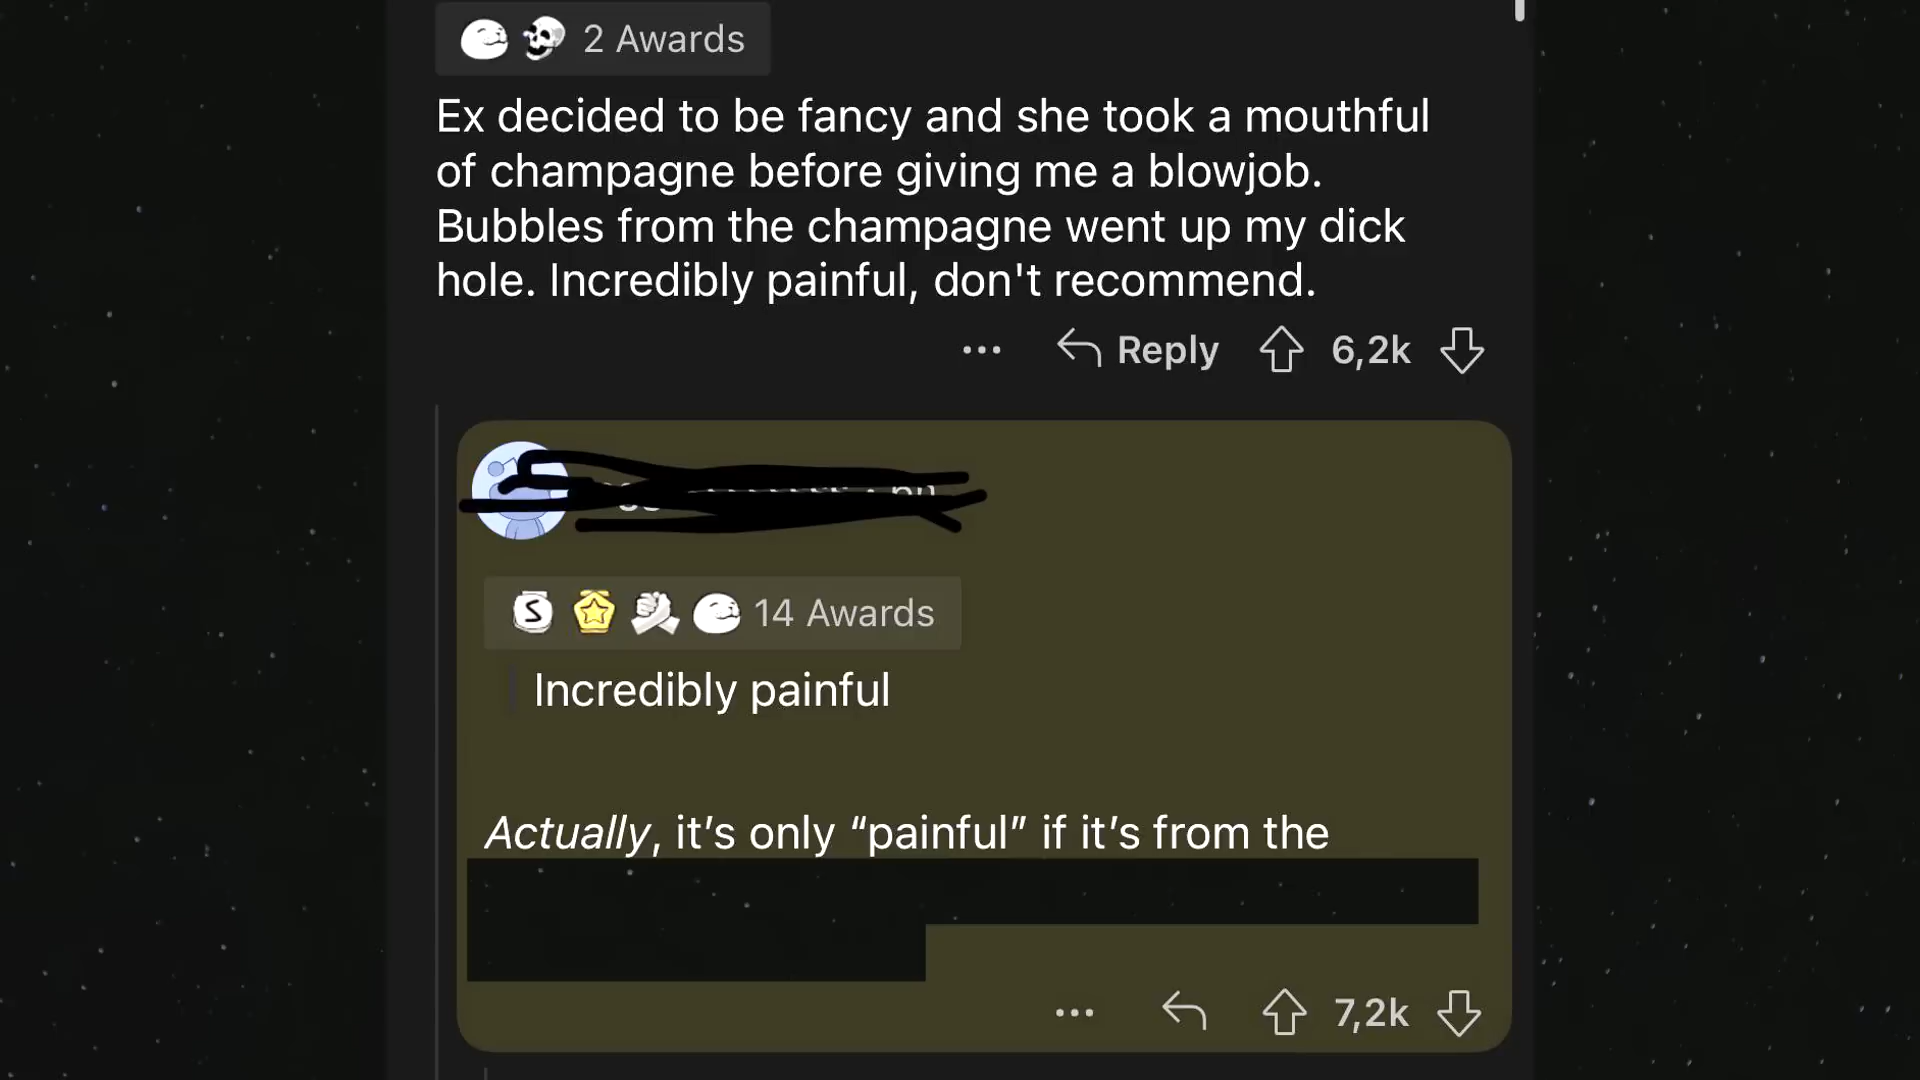 2 Awards
Ex decided to be fancy and she took a mouthful
of champagne before giving me a blowjob.
Bubbles from the champagne went up my dick
hole. Incredibly painful, don't recommend.
Reply 6,2k
S 14 Awards
Incredibly painful
Actually, it’s only “painful” if it’s from the
7,2k